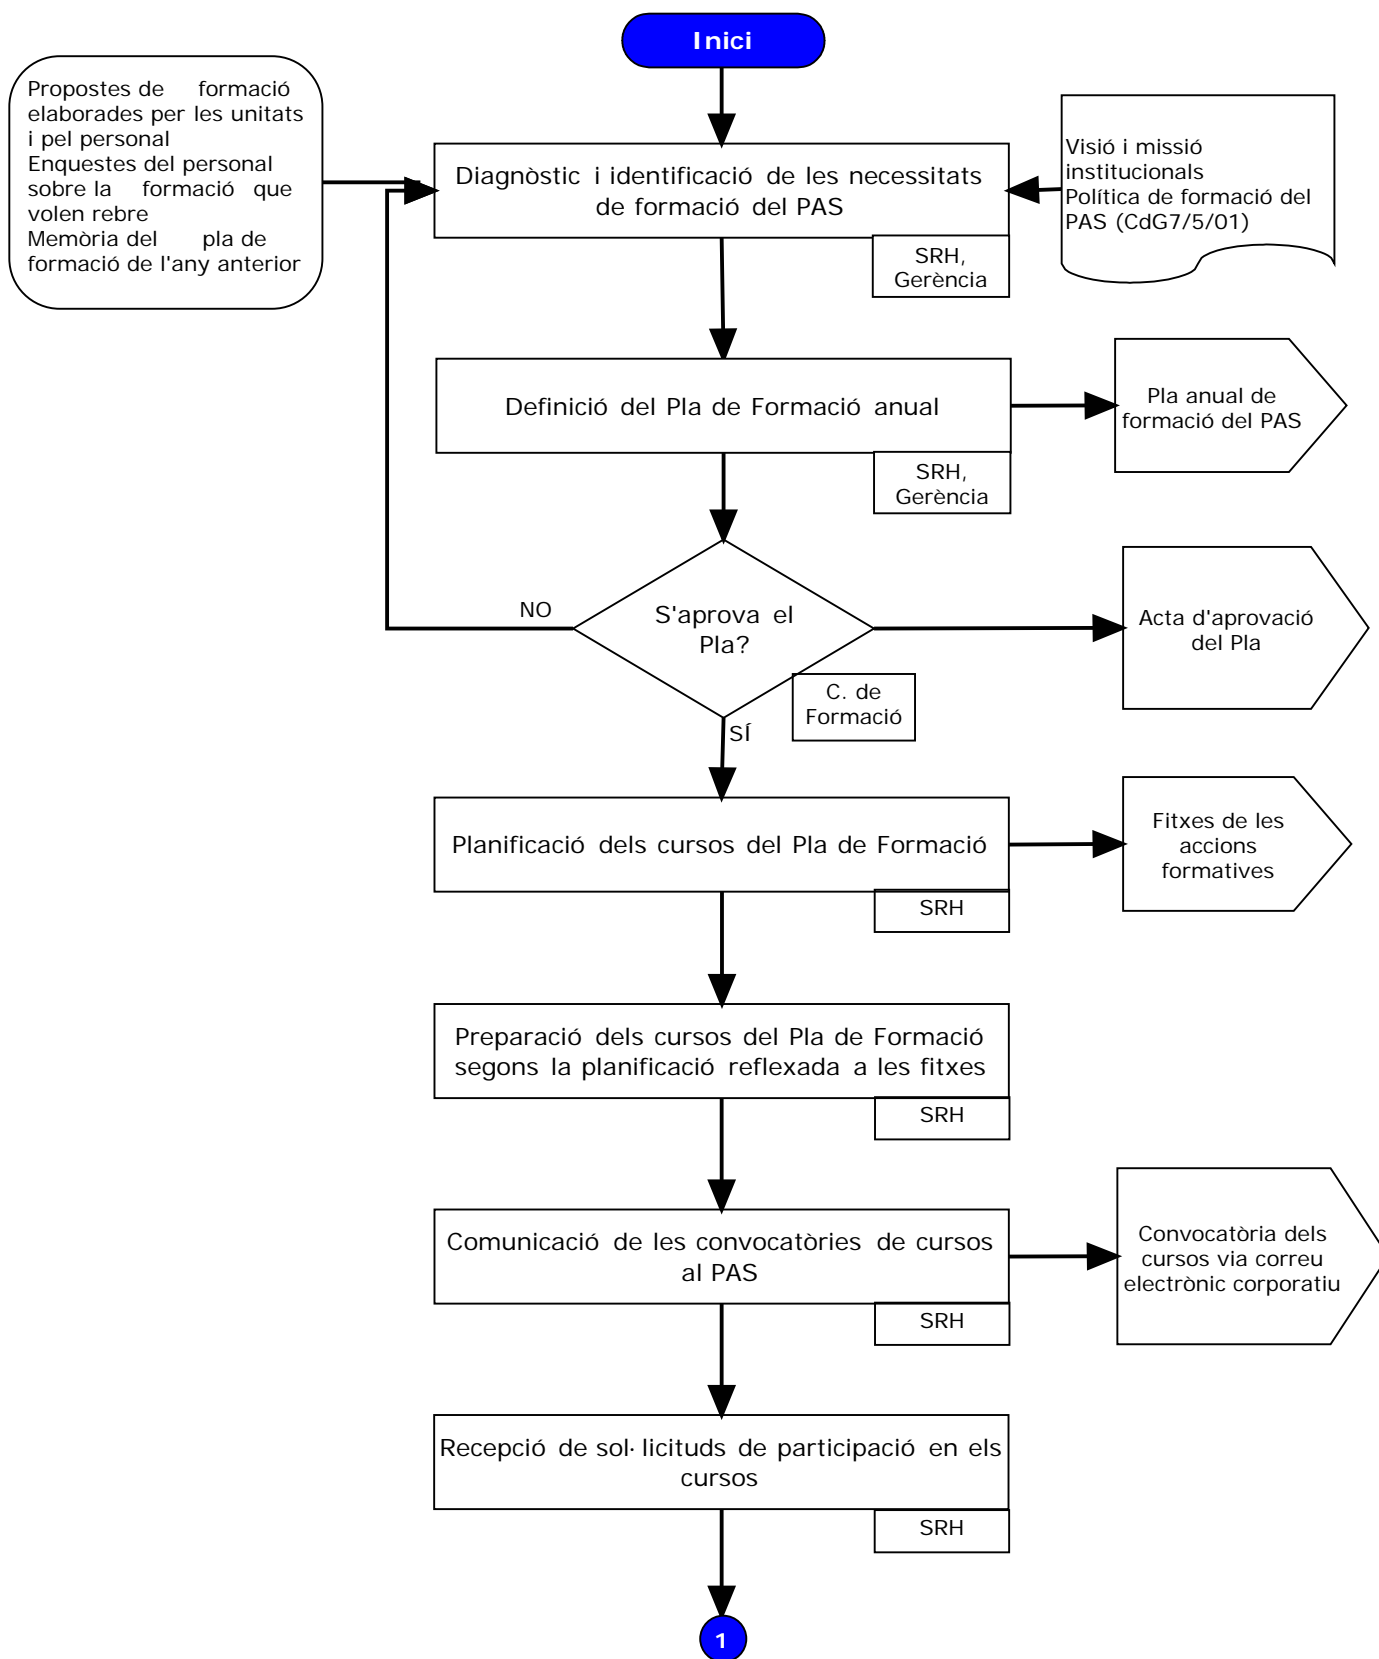 Inici
Propostes de formació
elaborades per les unitats
i pel personal
Enquestes del personal
sobre la formació que
volen rebre
Memòria del pla de
formació de l'any anterior
Diagnòstic i identificació de les necessitats
de formació del PAS
SRH,
Gerència
Visió i missió
institucionals
Política de formació del
PAS (CdG7/5/01)
Definició del Pla de Formació anual
SRH,
Gerència
Pla anual de
formació del PAS
S'aprova el
Pla?
NO
SÍ
C. de
Formació
Acta d'aprovació
del Pla
Planificació dels cursos del Pla de Formació
SRH
Fitxes de les
accions
formatives
Preparació dels cursos del Pla de Formació
segons la planificació reflexada a les fitxes
SRH
Comunicació de les convocatòries de cursos
al PAS
SRH
Convocatòria dels
cursos via correu
electrònic corporatiu
Recepció de sol· licituds de participació en els
cursos
SRH
1